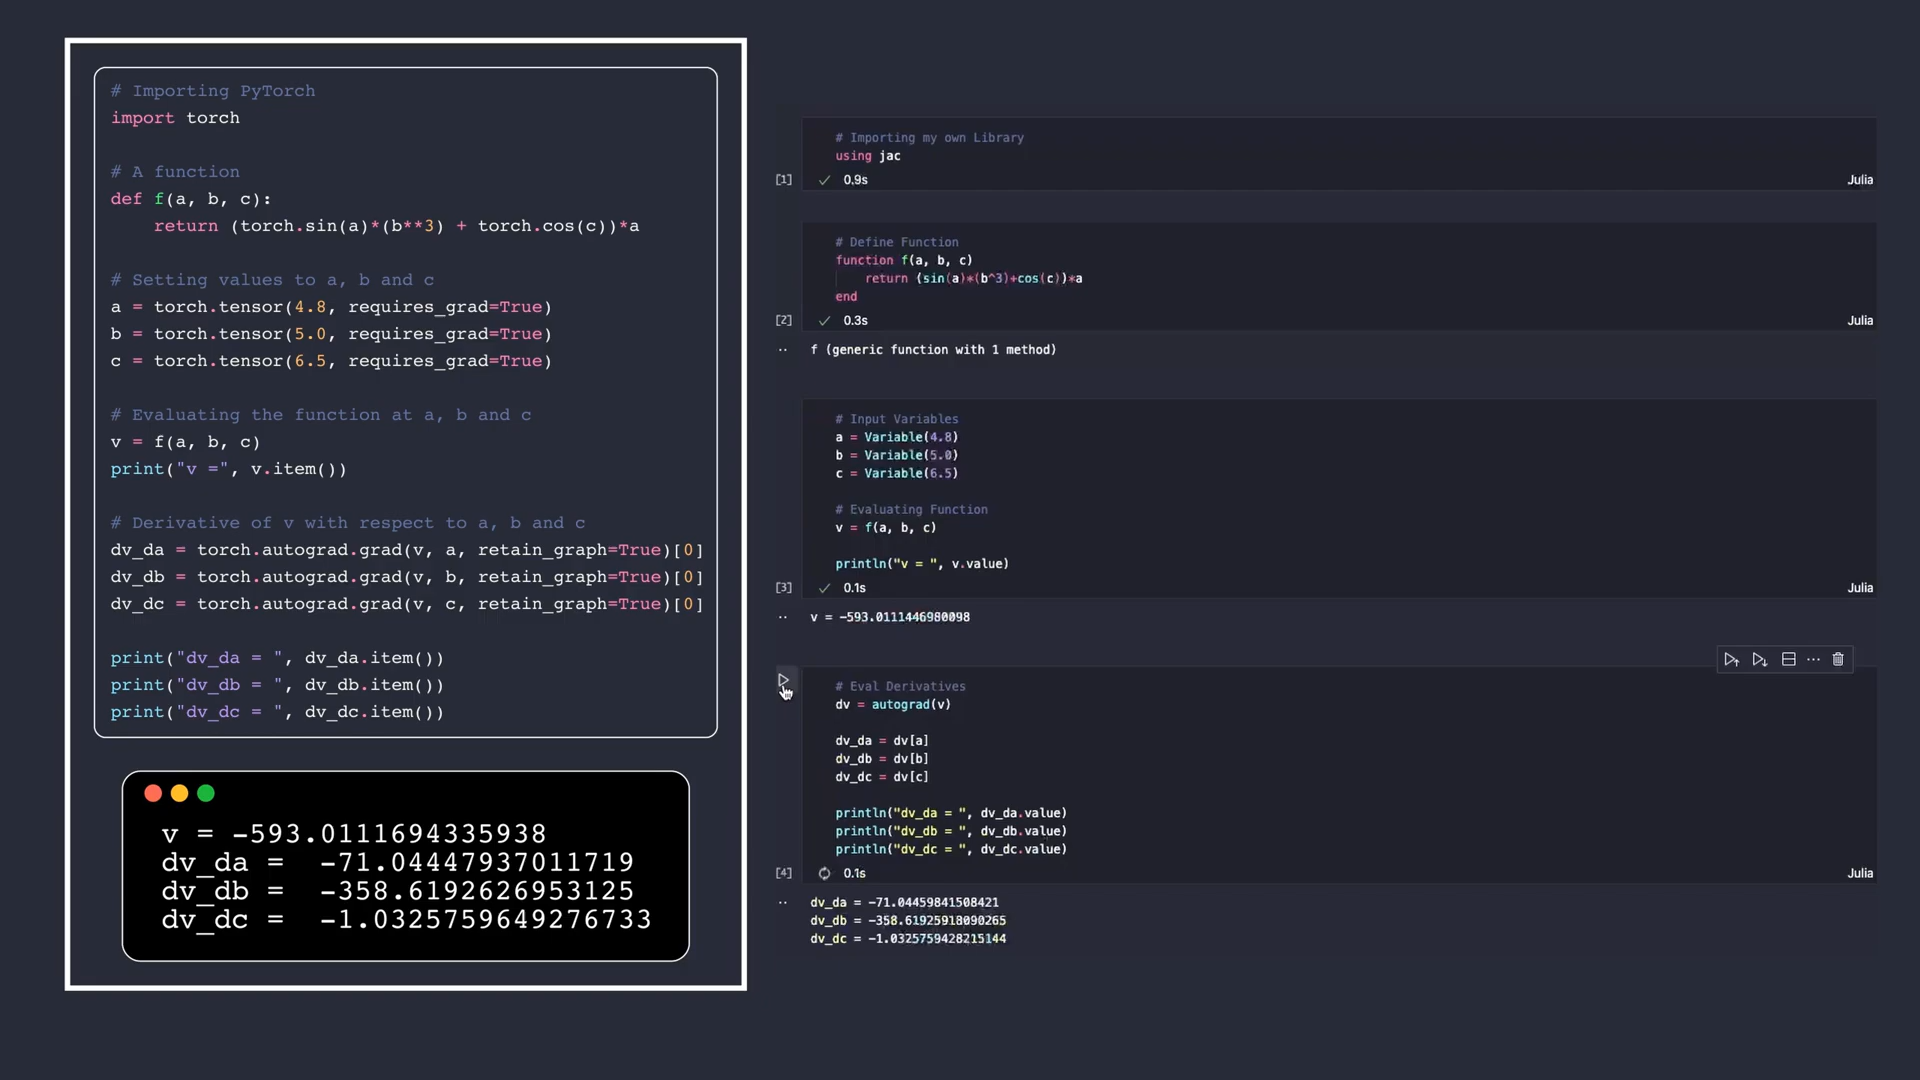 # Importing PyTorch
import torch
# A function
def f(a, b, c):
    return (torch.sin(a)*(b**3) + torch.cos(c))*a
# Setting values to a, b and c
a = torch.tensor(4.8, requires_grad=True)
b = torch.tensor(5.0, requires_grad=True)
c = torch.tensor(6.5, requires_grad=True)
# Evaluating the function at a, b and c
v = f(a, b, c)
print("v =", v.item())
# Derivative of v with respect to a, b and c
dv_da = torch.autograd.grad(v, a, retain_graph=True)[0]
dv_db = torch.autograd.grad(v, b, retain_graph=True)[0]
dv_dc = torch.autograd.grad(v, c, retain_graph=True)[0]
print("dv_da = ", dv_da.item())
print("dv_db = ", dv_db.item())
print("dv_dc = ", dv_dc.item())
v = -593.0111694335938
dv_da =  -71.04447937011719
dv_db =  -358.6192626953125
dv_dc =  -1.0325759649276733
# Importing my own Library
using jac
[1] ✓ 0.9s Julia
# Define Function
function f(a, b, c)
    return (sin(a)*(b^3)+cos(c))*a
end
[2] ✓ 0.3s Julia
f (generic function with 1 method)
# Input Variables
a = Variable(4.8)
b = Variable(5.0)
c = Variable(6.5)
# Evaluating Function
v = f(a, b, c)
println("v = ", v.value)
[3] ✓ 0.1s Julia
v = -593.0111446980098
# Eval Derivatives
dv = autograd(v)
dv_da = dv[a]
dv_db = dv[b]
dv_dc = dv[c]
println("dv_da = ", dv_da.value)
println("dv_db = ", dv_db.value)
println("dv_dc = ", dv_dc.value)
[4] 0.1s Julia
dv_da = -71.04459841508421
dv_db = -358.61925918090265
dv_dc = -1.0325759428215144